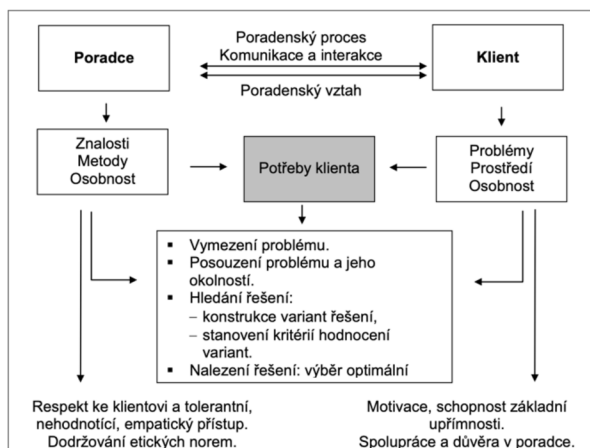 Poradce
Poradenský proces
Komunikace a interakce
Poradenský vztah
Klient
Znalosti
Metody
Osobnost
Potřeby klienta
Problémy
Prostředí
Osobnost
▪ Vymezení problému.
▪ Posouzení problému a jeho
okolností.
▪ Hledání řešení:
– konstrukce variant řešení,
– stanovení kritérií hodnocení
variant.
▪ Nalezení řešení: výběr optimální
Respekt ke klientovi a tolerantní,
nehodnotící, empatický přístup.
Dodržování etických norem.
Motivace, schopnost základní
upřímnosti.
Spolupráce a důvěra v poradce.